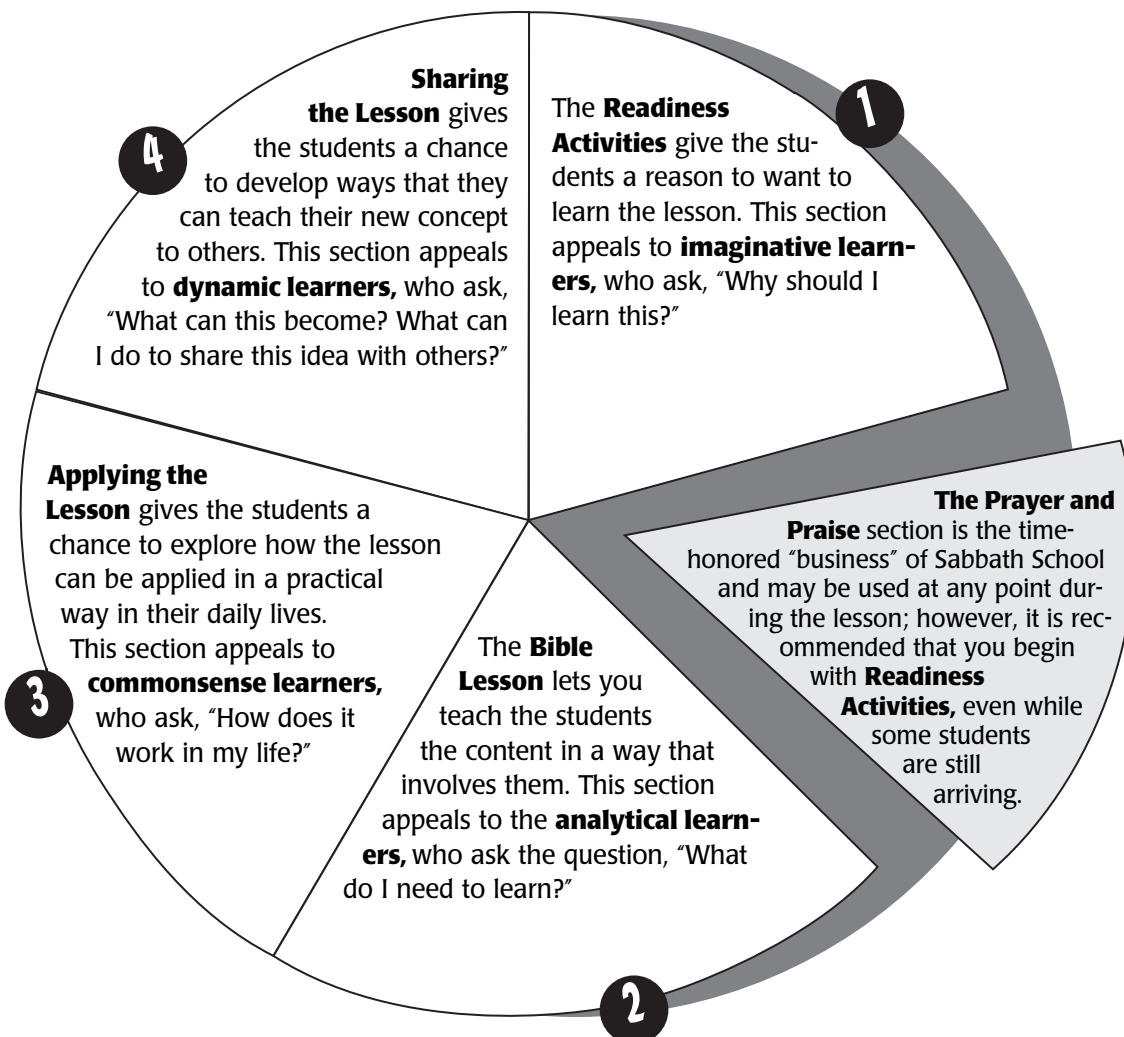 1
The Readiness
Activities give the stu-
dents a reason to want to
learn the lesson. This section
appeals to imaginative learn-
ers, who ask, “Why should I
learn this?”
The Prayer and
Praise section is the time-
honored “business” of Sabbath School
and may be used at any point dur-
ing the lesson; however, it is rec-
ommended that you begin
with Readiness
Activities, even while
some students
are still
arriving.
2
The Bible
Lesson lets you
teach the students
the content in a way that
involves them. This section
appeals to the analytical learn-
ers, who ask the question, “What
do I need to learn?”
3
Applying the
Lesson gives the students a
chance to explore how the lesson
can be applied in a practical
way in their daily lives.
This section appeals to
commonsense learners,
who ask, “How does it
work in my life?”
4
Sharing
the Lesson gives
the students a chance
to develop ways that they
can teach their new concept
to others. This section appeals
to dynamic learners, who ask,
“What can this become? What can
I do to share this idea with others?”